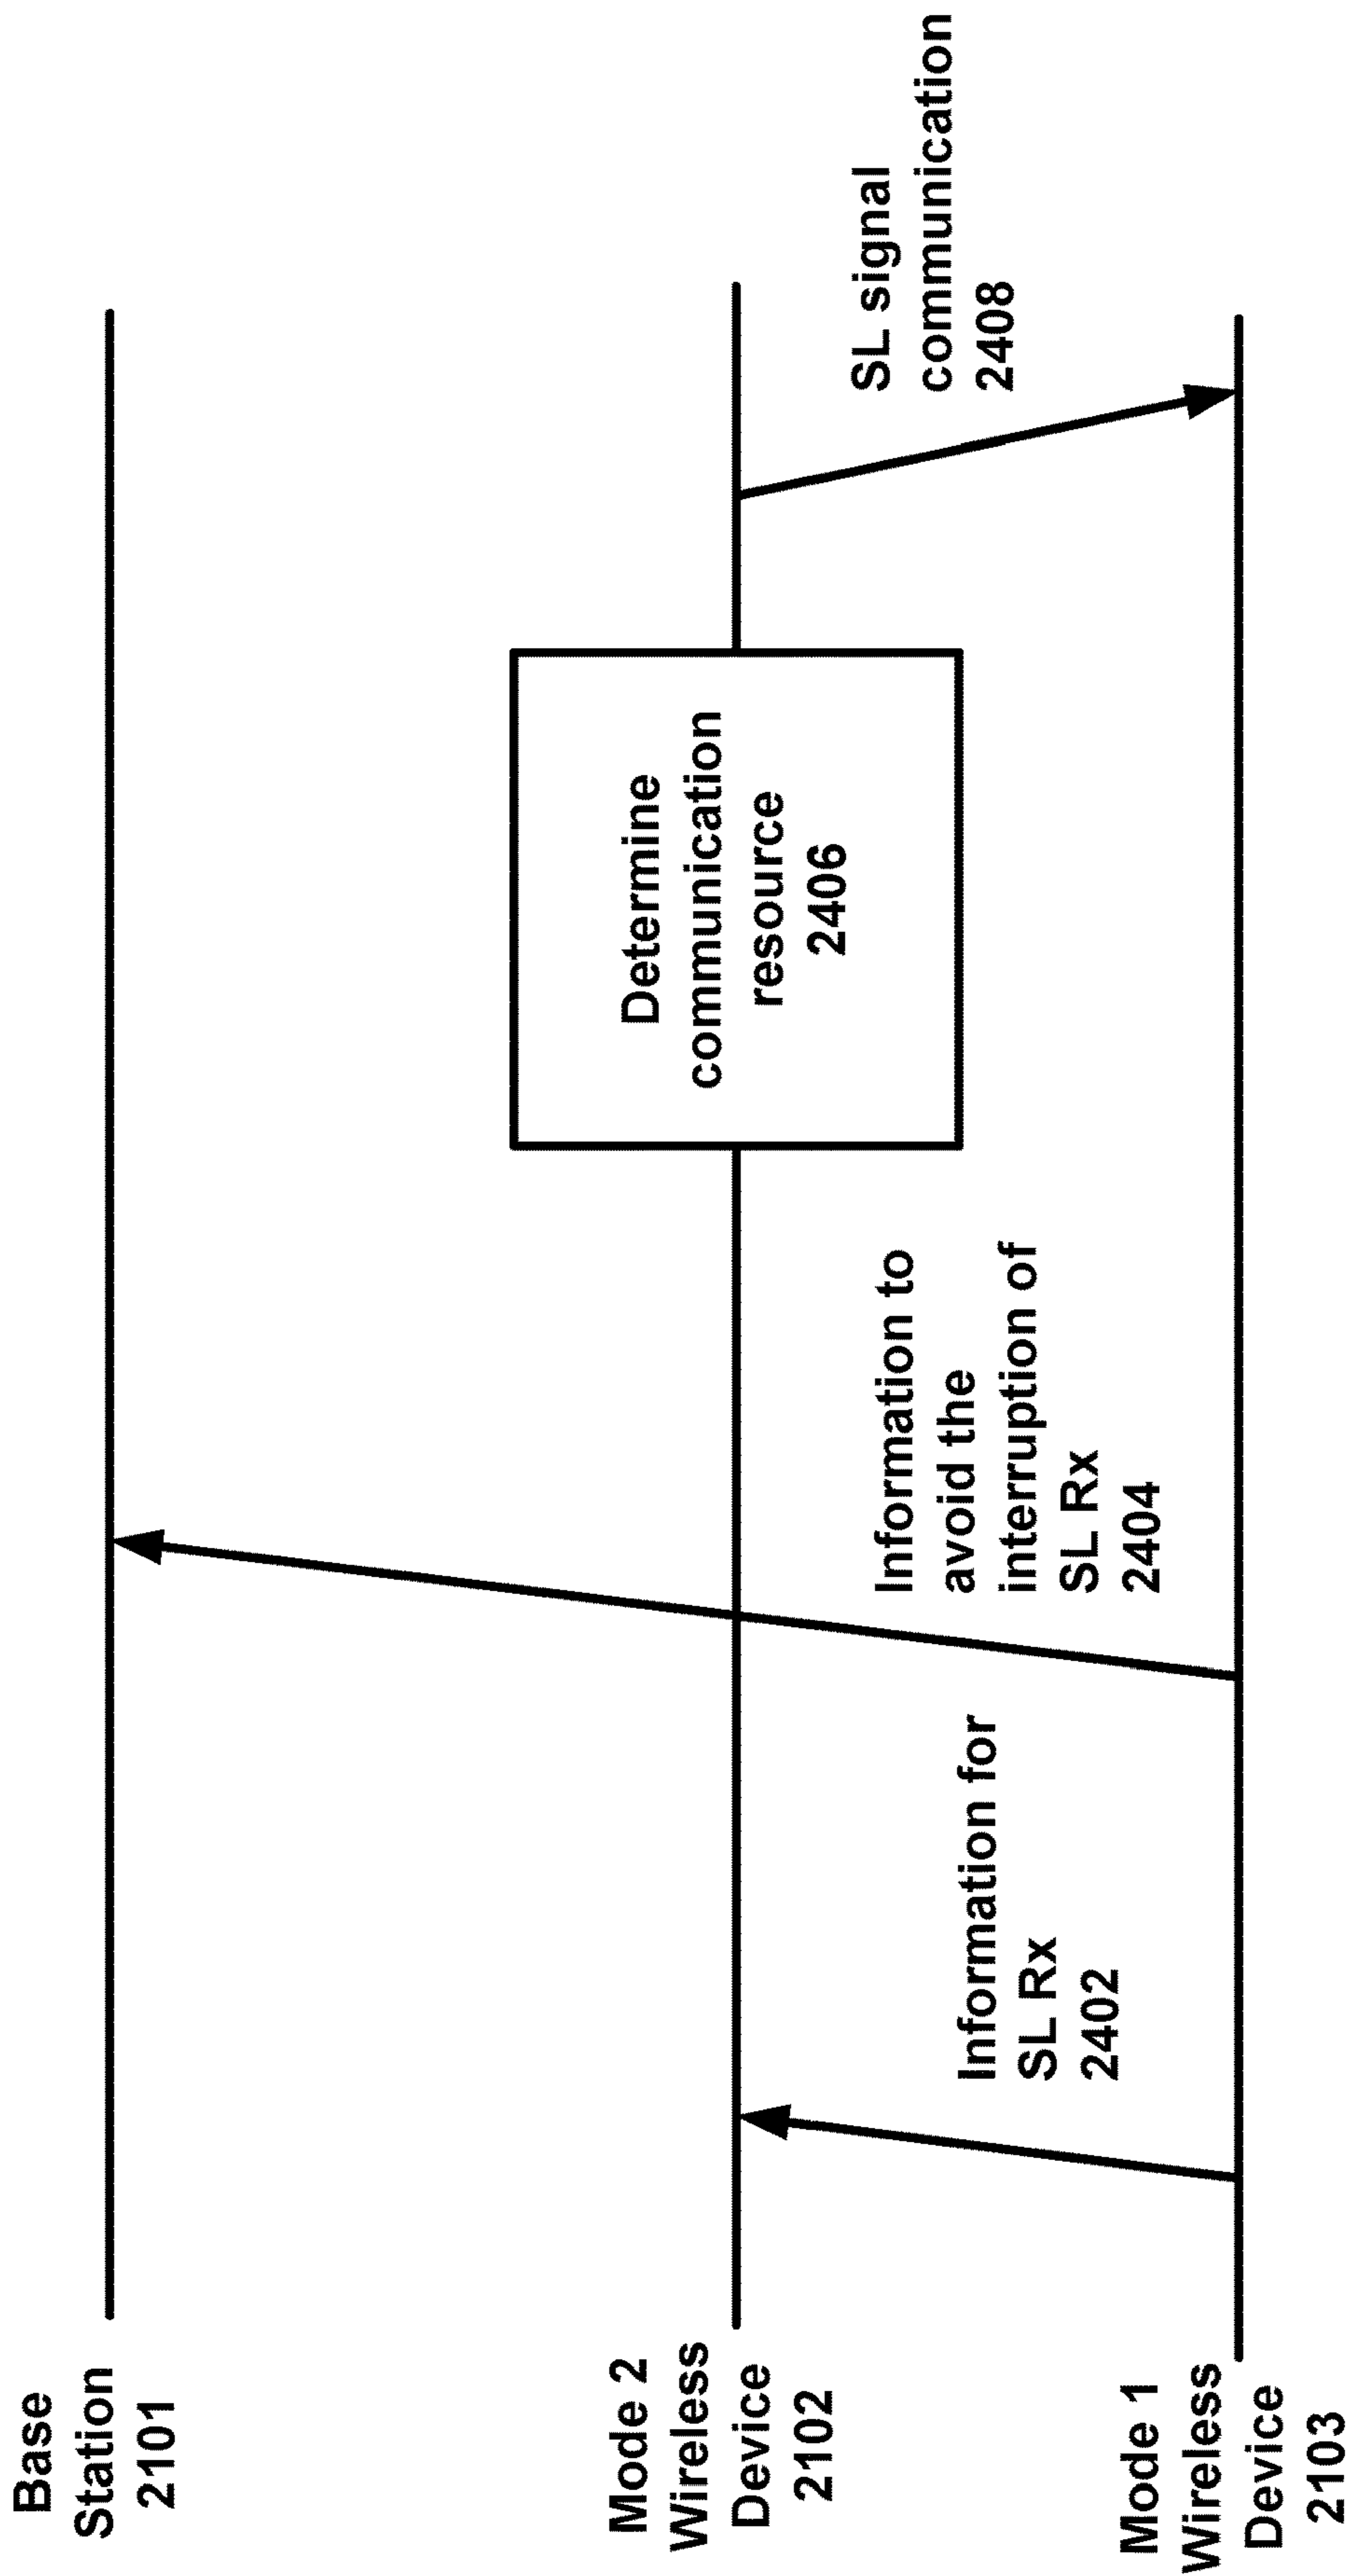 Base
Station
2101
Mode 2
Wireless
Device
2102
Mode 1
Wireless
Device
2103
Information for
SL Rx
2402
Information to
avoid the
interruption of
SL Rx
2404
Determine
communication
resource
2406
SL signal
communication
2408